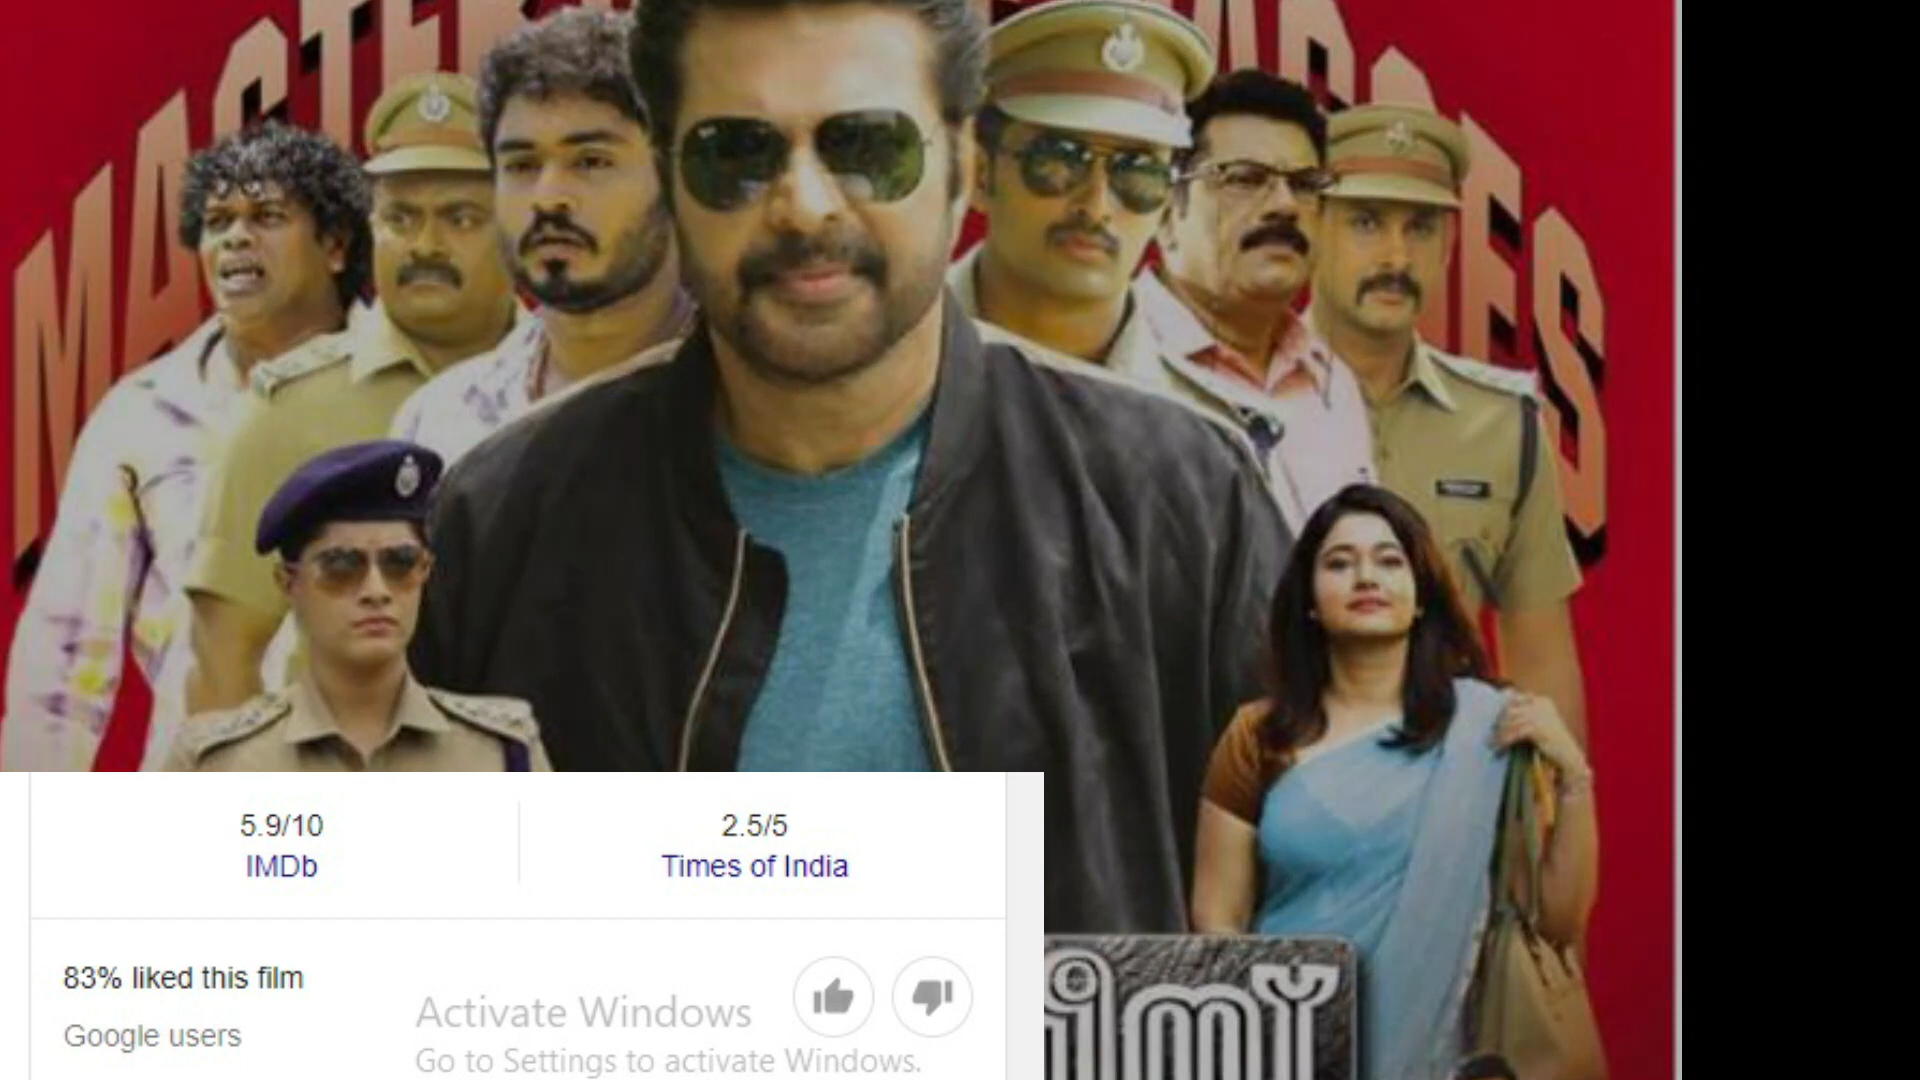 MASTERPIECES
5.9/10
IMDb
2.5/5
Times of India
83% liked this film
Google users
Activate Windows
Go to Settings to activate Windows.